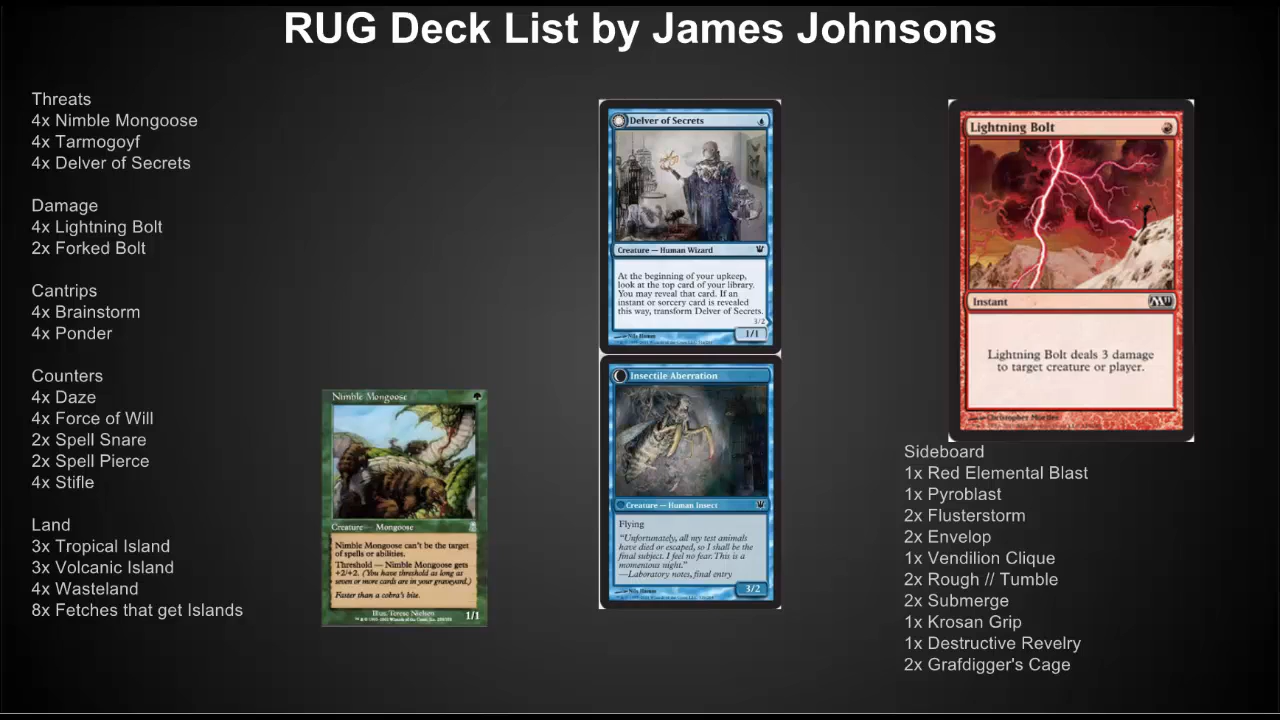 RUG Deck List by James Johnsons
Threats
4x Nimble Mongoose
4x Tarmogoyf
4x Delver of Secrets
Damage
4x Lightning Bolt
2x Forked Bolt
Cantrips
4x Brainstorm
4x Ponder
Counters
4x Daze
4x Force of Will
2x Spell Snare
2x Spell Pierce
4x Stifle
Land
3x Tropical Island
3x Volcanic Island
4x Wasteland
8x Fetches that get Islands
Nimble Mongoose
Creature — Mongoose
Nimble Mongoose can't be the target
of spells or abilities.
Threshold — Nimble Mongoose gets
+2/+2. (You have threshold as long as
seven or more cards are in your graveyard.)
Faster than a cobra's bite.
Illus. Terese Nielsen
1/1
Delver of Secrets
Creature — Human Wizard
At the beginning of your upkeep,
look at the top card of your library.
You may reveal that card. If an
instant or sorcery card is revealed
this way, transform Delver of Secrets.
3/2
1/1
Insectile Aberration
Creature — Human Insect
Flying
"Unfortunately, all my test animals
have died or escaped, so I shall be the
final subject. I feel no fear. This is a
momentous night."
—Laboratory notes, final entry
3/2
Lightning Bolt
Instant
M11
Lightning Bolt deals 3 damage
to target creature or player.
Christopher Moeller
Sideboard
1x Red Elemental Blast
1x Pyroblast
2x Flusterstorm
2x Envelop
1x Vendilion Clique
2x Rough // Tumble
2x Submerge
1x Krosan Grip
1x Destructive Revelry
2x Grafdigger's Cage